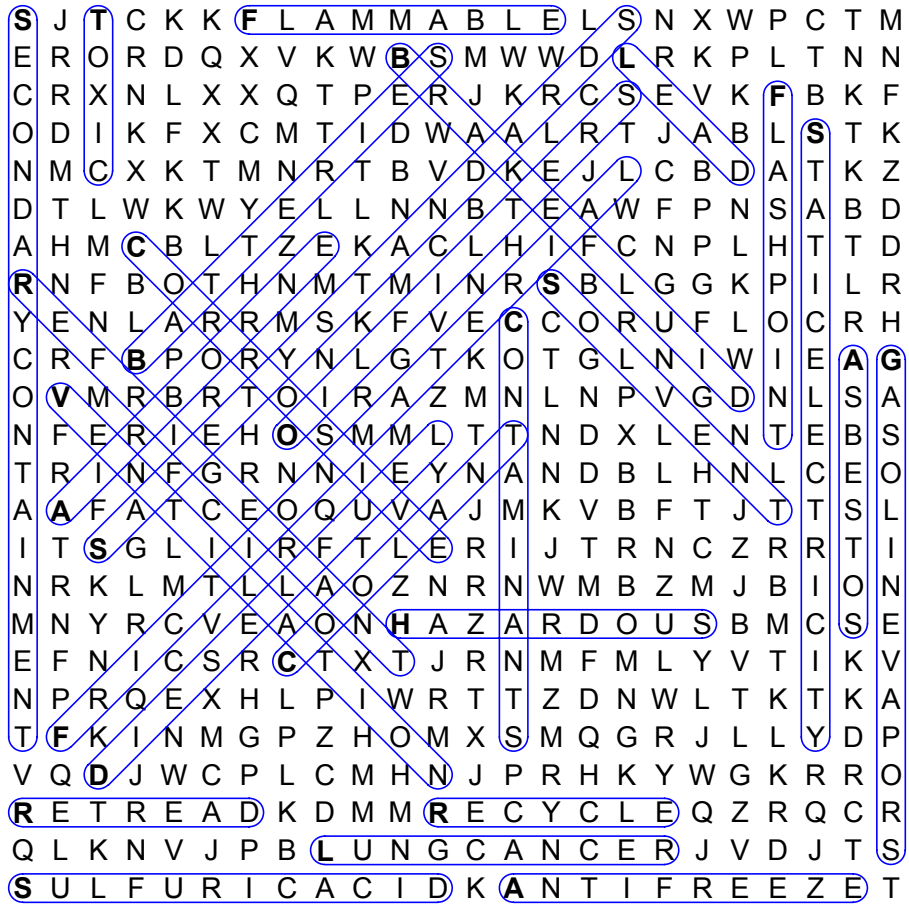 S J T C K K F L A M M A B L E L S N X W P C T M
E R O R D Q X V K W B S M W W D L R K P L T N N
C R X N L X X Q T P E R J K R C S E V K F B K F
O D I K F X C M T I D W A A L R T J A B L S T K
N M C X K T M N R T B V D K E J L C B D A T K Z
D T L W K W Y E L L N N B T E A W F P N S A B D
A H M C B L T Z E K A C L H I F C N P L H T T D
R N F B O T H N M T M I N R S B L G G K P I L R
Y E N L A R R M S K F V E C C O R U F L O C R H
C R F B P O R Y N L G T K O T G L N I W I E A G
O V M R B R T O I R A Z M N L N P V G D N L S A
N F E R I E H O S M M L T T N D X L E N T E B S
T R I N F G R N N I E Y N A N D B L H N L C E O
A A F A T C E O Q U V A J M K V B F T J T T S L
I T S G L I I R F T L E R I J T R N C Z R R T I
N R K L M T L L A O Z N R N W M B Z M J B I O N
M N Y R C V E A O N H A Z A R D O U S B M C S E
E F N I C S R C T X T J R N M F M L Y V T I K V
N P R Q E X H L P I W R T T Z D N W L T K T K A
T F K I N M G P Z H O M X S M Q G R J L L Y D P
V Q D J W C P L C M H N J P R H K Y W G K R R O
R E T R E A D K D M M R E C Y C L E Q Z R Q C R
Q L K N V J P B L U N G C A N C E R J V D J T S
S U L F U R I C A C I D K A N T I F R E E Z E T